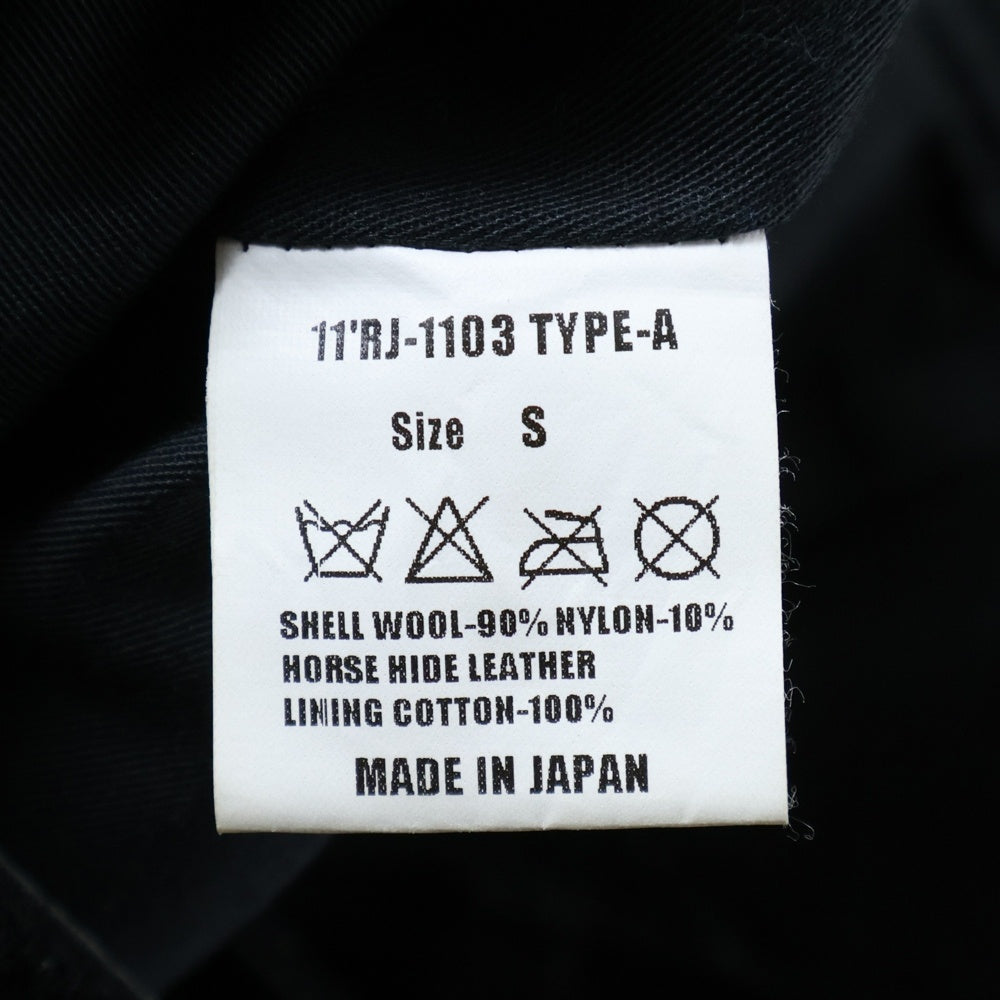 11'RJ-1103 TYPE-A
Size S
SHELL WOOL-90% NYLON-10%
HORSE HIDE LEATHER
LINING COTTON-100%
MADE IN JAPAN